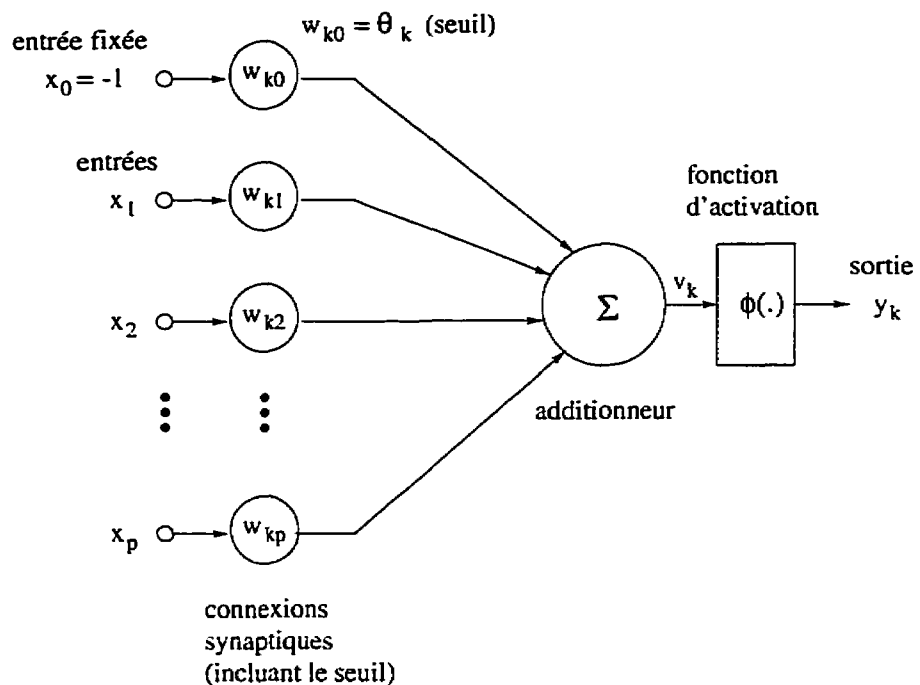 w_k0 = θ_k (seuil)
entrée fixée
x_0 = -1
w_k0
entrées
x_1
w_k1
fonction
d'activation
x_2
w_k2
Σ
v_k
ϕ(.)
sortie
y_k
additionneur
x_p
w_kp
connexions
synaptiques
(incluant le seuil)